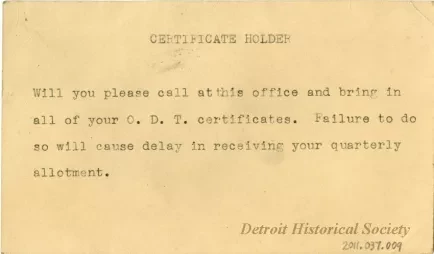 CERTIFICATE HOLDER
Will you please call at this office and bring in
all of your O. D. T. certificates. Failure to do
so will cause delay in receiving your quarterly
allotment.
Detroit Historical Society
2011.037.009